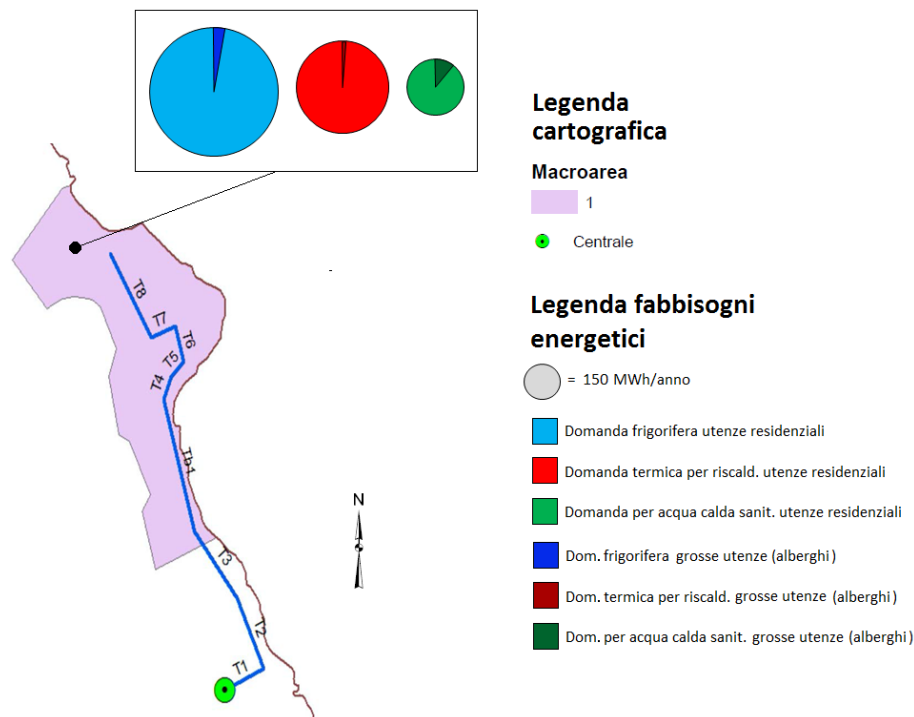 Legenda
cartografica
Macroarea
1
Centrale
Legenda fabbisogni
energetici
= 150 MWh/anno
Domanda frigorifera utenze residenziali
Domanda termica per riscald. utenze residenziali
Domanda per acqua calda sanit. utenze residenziali
Dom. frigorifera grosse utenze (alberghi)
Dom. termica per riscald. grosse utenze (alberghi)
Dom. per acqua calda sanit. grosse utenze (alberghi)
T8
T7
T6
T5
T4
Tb1
N
T3
T2
T1